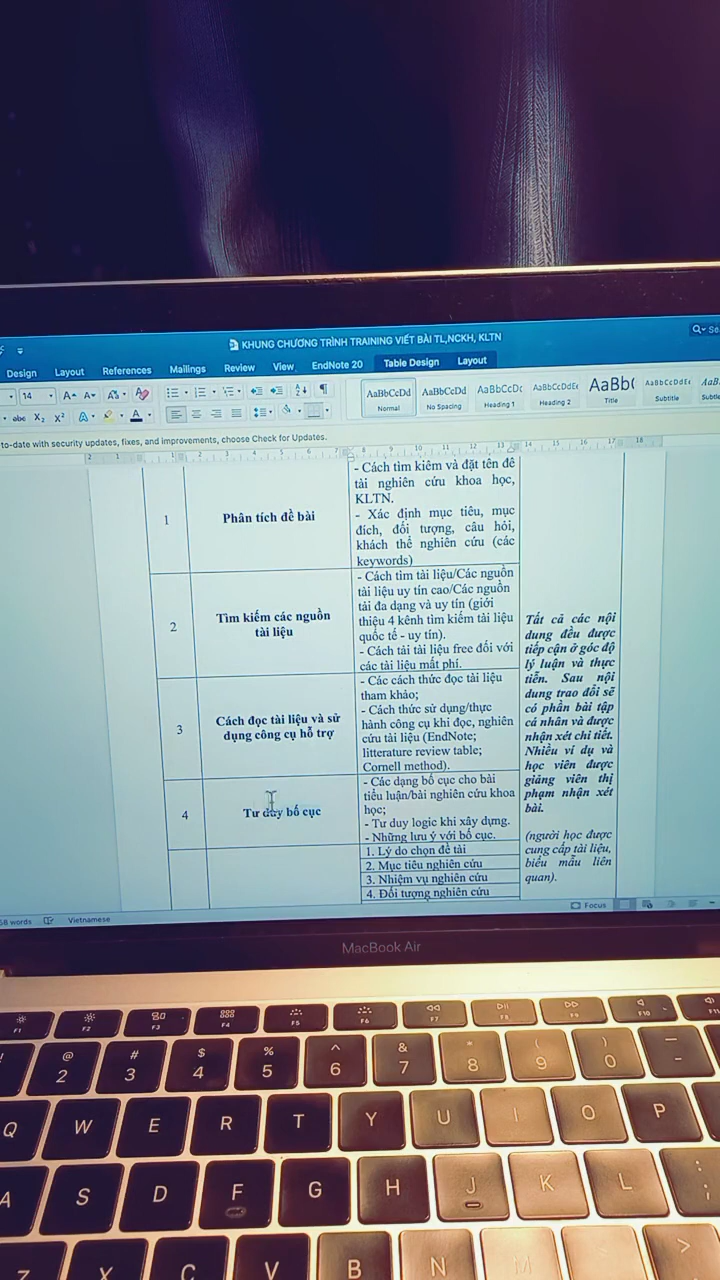 KHUNG CHƯƠNG TRÌNH TRAINING VIẾT BÀI TL,NCKH, KLTN
Design Layout References Mailings Review View EndNote 20 Table Design Layout
14
AaBbCcDd AaBbCcDd AaBbCcDc AaBbCcDdEe AaBb( AaBbCcDdEe
Normal No Spacing Heading 1 Heading 2 Title Subtitle
to-date with security updates, fixes, and improvements, choose Check for Updates.
1
Phân tích đề bài
- Cách tìm kiếm và đặt tên đề
tài nghiên cứu khoa học,
KLTN.
- Xác định mục tiêu, mục
đích, đối tượng, câu hỏi,
khách thể nghiên cứu (các
keywords)
2
Tìm kiếm các nguồn
tài liệu
- Cách tìm tài liệu/Các nguồn
tài liệu uy tín cao/Các nguồn
tài đa dạng và uy tín (giới
thiệu 4 kênh tìm kiếm tài liệu
quốc tế - uy tín).
- Cách tải tài liệu free đối với
các tài liệu mất phí.
3
Cách đọc tài liệu và sử
dụng công cụ hỗ trợ
- Các cách thức đọc tài liệu
tham khảo;
- Cách thức sử dụng/thực
hành công cụ khi đọc, nghiên
cứu tài liệu (EndNote;
litterature review table;
Cornell method).
4
Tư duy bố cục
- Các dạng bố cục cho bài
tiểu luận/bài nghiên cứu khoa
học;
- Tư duy logic khi xây dựng.
- Những lưu ý với bố cục.
1. Lý do chọn đề tài
2. Mục tiêu nghiên cứu
3. Nhiệm vụ nghiên cứu
4. Đối tượng nghiên cứu
Tất cả các nội
dung đều được
tiếp cận ở góc độ
lý luận và thực
tiễn. Sau nội
dung trao đổi sẽ
có phần bài tập
cá nhân và được
nhận xét chi tiết.
Nhiều ví dụ và
học viên được
giảng viên thị
phạm nhận xét
bài.
(người học được
cung cấp tài liệu,
biểu mẫu liên
quan).
58 words Vietnamese Focus
MacBook Air
F1 F2 F3 F4 F5 F6 F7 F8 F9 F10 F11
@ # $ % ^ & * ( )
2 3 4 5 6 7 8 9 0 -
Q W E R T Y U I O P
A S D F G H J K L ;
Z X C V B N M >